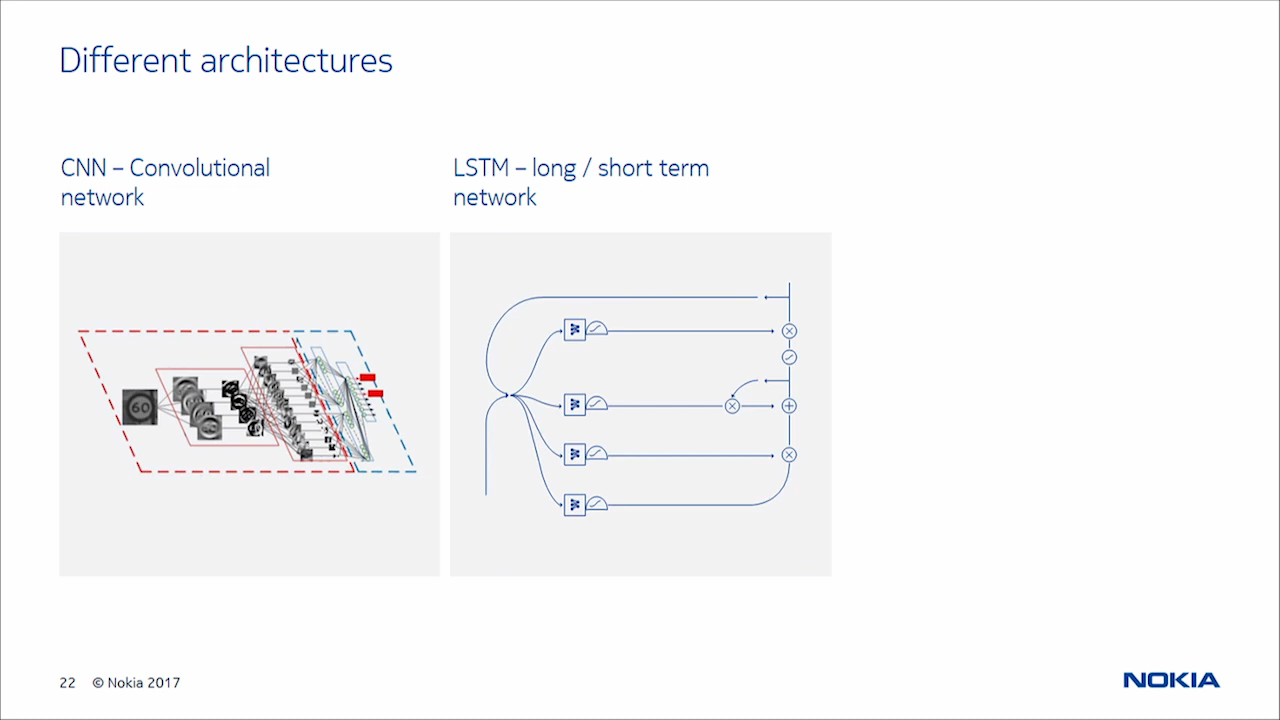 Different architectures
CNN – Convolutional
network
LSTM – long / short term
network
60
W
W
W
W
22 © Nokia 2017
NOKIA